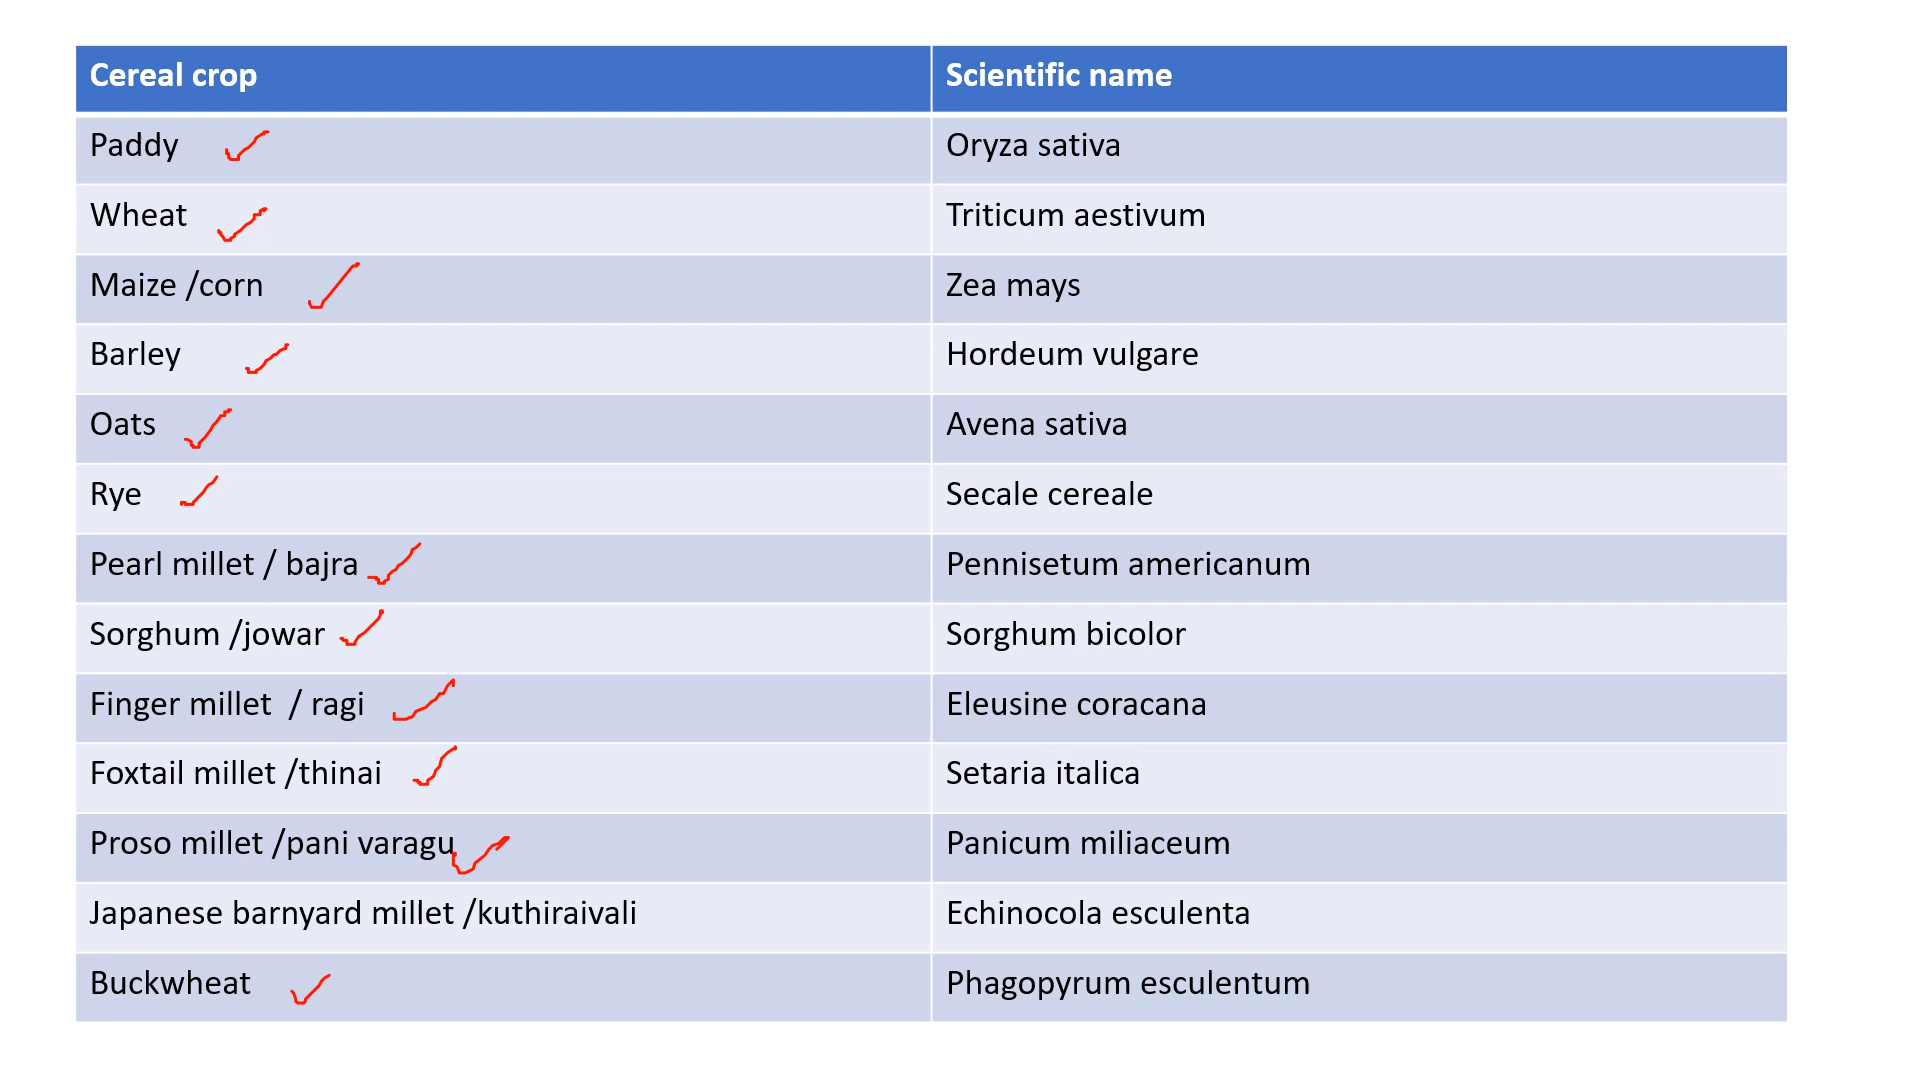 Cereal crop Scientific name
Paddy Oryza sativa
Wheat Triticum aestivum
Maize /corn Zea mays
Barley Hordeum vulgare
Oats Avena sativa
Rye Secale cereale
Pearl millet / bajra Pennisetum americanum
Sorghum /jowar Sorghum bicolor
Finger millet / ragi Eleusine coracana
Foxtail millet /thinai Setaria italica
Proso millet /pani varagu Panicum miliaceum
Japanese barnyard millet /kuthiraivali Echinocola esculenta
Buckwheat Phagopyrum esculentum